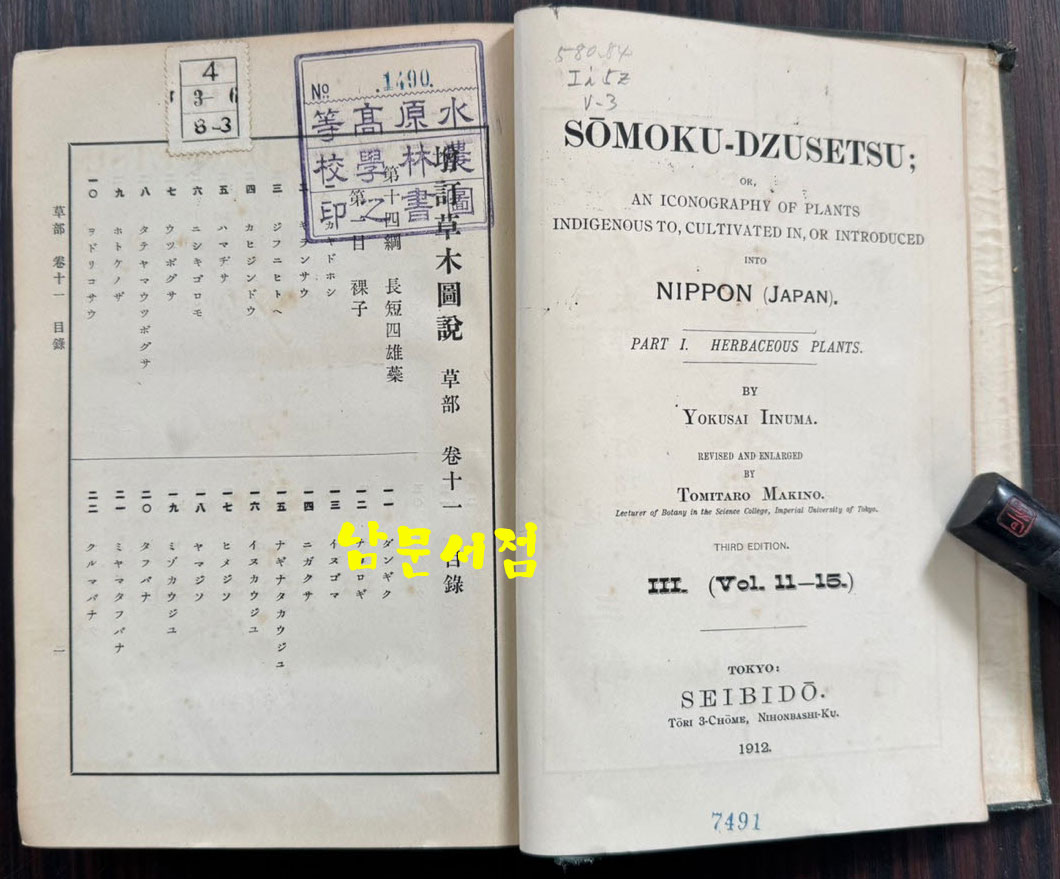 4
3-6
8-3
No 1490.
水農圖
原林書
高學之
等校印
增訂草木圖說 草部 卷十一 目錄
第十四綱 長短四雄蘂
第一目 裸子
三 ジフニヒトヘ
四 カヒジンドウ
五 ハマヂサ
六 ニシキゴロモ
七 ウツボグサ
八 タチヤマウツボグサ
九 ホトケノザ
一〇 ヲドリコサウ
一一 ダンギク
一二
一三 イヌゴマ
一四 ニガクサ
一五 ナギナタカウジユ
一六 イヌカウジユ
一七 ヒメジソ
一八 ヤマジソ
一九 ミゾカウジユ
二〇 タフバナ
二一 ミヤマタフバナ
二二 クルマバナ
草部 卷十一 目錄 一
남문서점
580.84
Ii5z
V-3
SŌMOKU-DZUSETSU;
OR,
AN ICONOGRAPHY OF PLANTS
INDIGENOUS TO, CULTIVATED IN, OR INTRODUCED
INTO
NIPPON (JAPAN).
PART I. HERBACEOUS PLANTS.
BY
YOKUSAI IINUMA.
REVISED AND ENLARGED
BY
TOMITARO MAKINO.
Lecturer of Botany in the Science College, Imperial University of Tokyo.
THIRD EDITION.
III. (Vol. 11—15.)
TOKYO:
SEIBIDŌ.
TŌRI 3-CHŌME, NIHONBASHI-KU.
1912.
7491